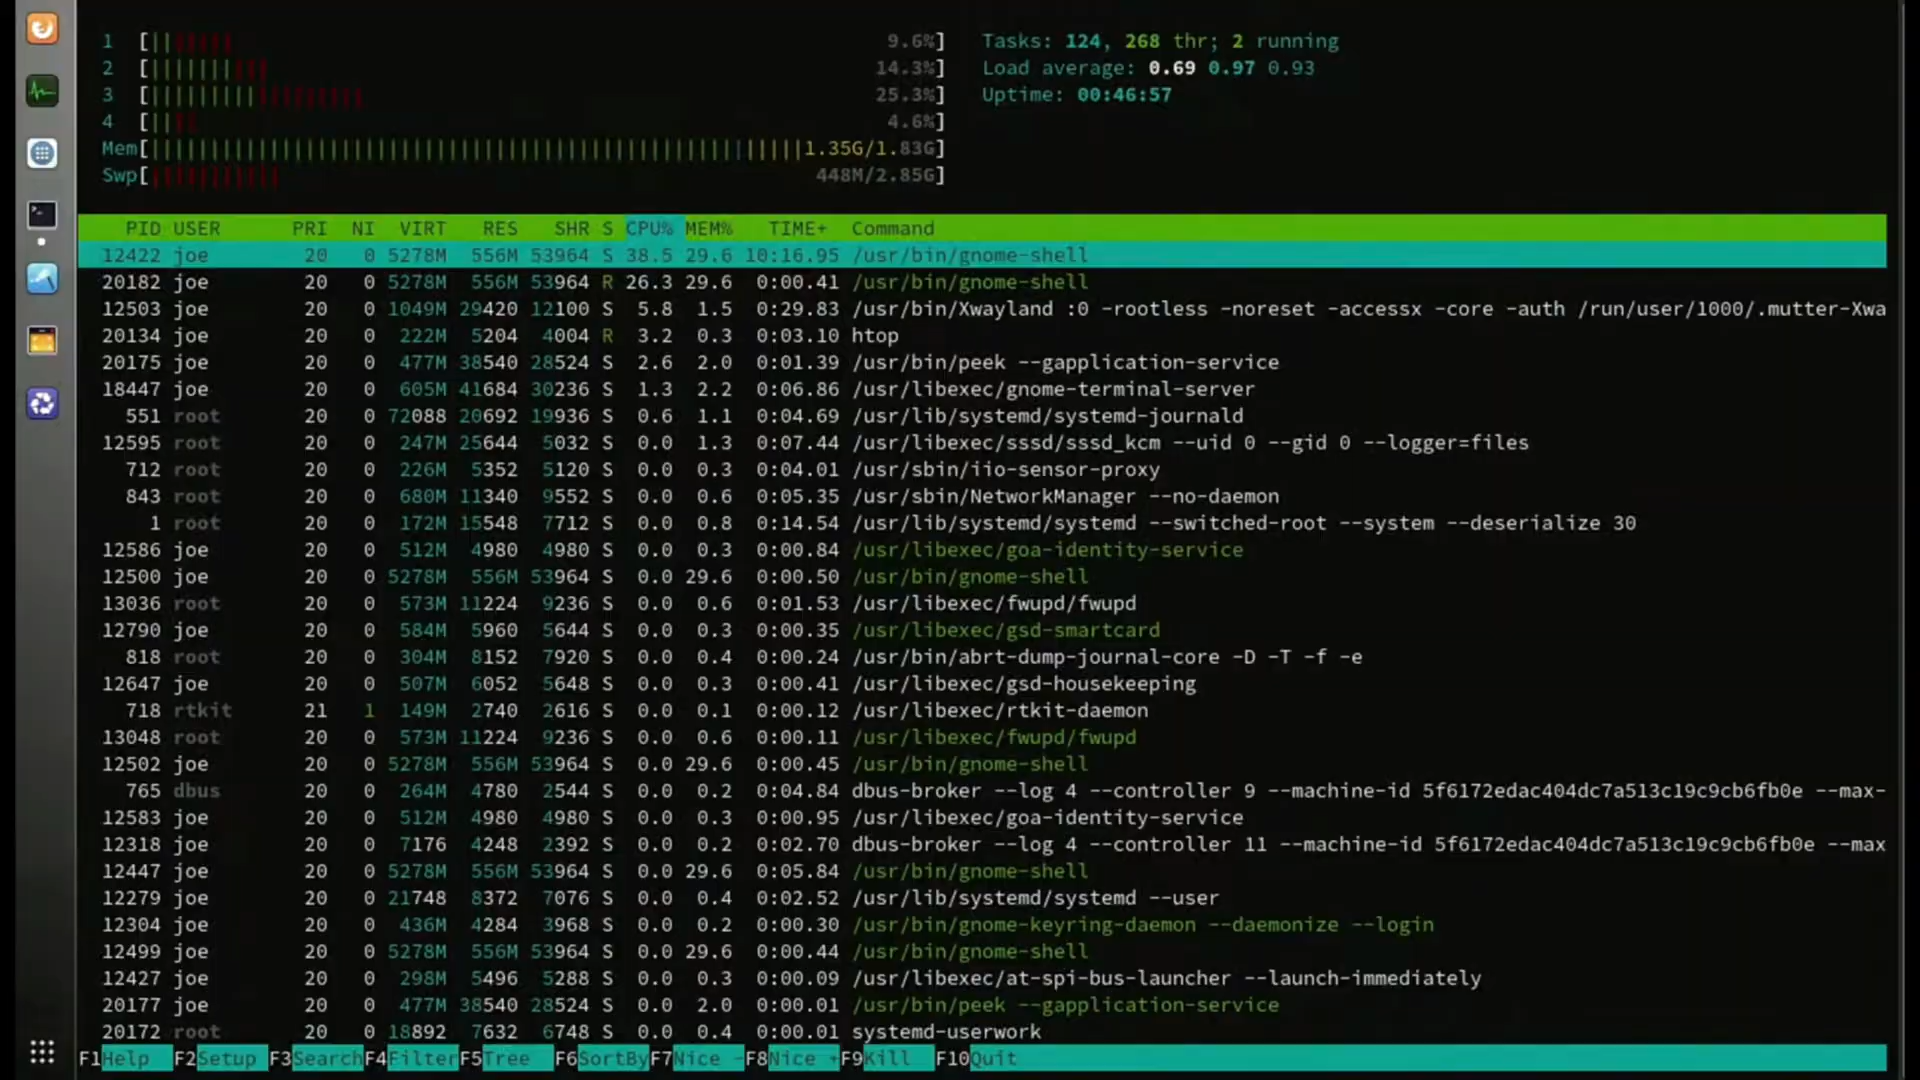 1 [|| 9.6%] Tasks: 124, 268 thr; 2 running
2 [ 14.3%] Load average: 0.69 0.97 0.93
3 [ 25.3%] Uptime: 00:46:57
4 [ 4.6%]
Mem[ 1.35G/1.83G]
Swp[ 448M/2.85G]
PID USER PRI NI VIRT RES SHR S CPU% MEM% TIME+ Command
12422 joe 20 0 5278M 556M 53964 S 38.5 29.6 10:16.95 /usr/bin/gnome-shell
20182 joe 20 0 5278M 556M 53964 R 26.3 29.6 0:00.41 /usr/bin/gnome-shell
12503 joe 20 0 1049M 29420 12100 S 5.8 1.5 0:29.83 /usr/bin/Xwayland :0 -rootless -noreset -accessx -core -auth /run/user/1000/.mutter-Xwa
20134 joe 20 0 222M 5204 4004 R 3.2 0.3 0:03.10 htop
20175 joe 20 0 477M 38540 28524 S 2.6 2.0 0:01.39 /usr/bin/peek --gapplication-service
18447 joe 20 0 605M 41684 30236 S 1.3 2.2 0:06.86 /usr/libexec/gnome-terminal-server
551 root 20 0 72088 20692 19936 S 0.6 1.1 0:04.69 /usr/lib/systemd/systemd-journald
12595 root 20 0 247M 25644 5032 S 0.0 1.3 0:07.44 /usr/libexec/sssd/sssd_kcm --uid 0 --gid 0 --logger=files
712 root 20 0 226M 5352 5120 S 0.0 0.3 0:04.01 /usr/sbin/iio-sensor-proxy
843 root 20 0 680M 11340 9552 S 0.0 0.6 0:05.35 /usr/sbin/NetworkManager --no-daemon
1 root 20 0 172M 15548 7712 S 0.0 0.8 0:14.54 /usr/lib/systemd/systemd --switched-root --system --deserialize 30
12586 joe 20 0 512M 4980 4980 S 0.0 0.3 0:00.84 /usr/libexec/goa-identity-service
12500 joe 20 0 5278M 556M 53964 S 0.0 29.6 0:00.50 /usr/bin/gnome-shell
13036 root 20 0 573M 11224 9236 S 0.0 0.6 0:01.53 /usr/libexec/fwupd/fwupd
12790 joe 20 0 584M 5960 5644 S 0.0 0.3 0:00.35 /usr/libexec/gsd-smartcard
818 root 20 0 304M 8152 7920 S 0.0 0.4 0:00.24 /usr/bin/abrt-dump-journal-core -D -T -f -e
12647 joe 20 0 507M 6052 5648 S 0.0 0.3 0:00.41 /usr/libexec/gsd-housekeeping
718 rtkit 21 1 149M 2740 2616 S 0.0 0.1 0:00.12 /usr/libexec/rtkit-daemon
13048 root 20 0 573M 11224 9236 S 0.0 0.6 0:00.11 /usr/libexec/fwupd/fwupd
12502 joe 20 0 5278M 556M 53964 S 0.0 29.6 0:00.45 /usr/bin/gnome-shell
765 dbus 20 0 264M 4780 2544 S 0.0 0.2 0:04.84 dbus-broker --log 4 --controller 9 --machine-id 5f6172edac404dc7a513c19c9cb6fb0e --max-
12583 joe 20 0 512M 4980 4980 S 0.0 0.3 0:00.95 /usr/libexec/goa-identity-service
12318 joe 20 0 7176 4248 2392 S 0.0 0.2 0:02.70 dbus-broker --log 4 --controller 11 --machine-id 5f6172edac404dc7a513c19c9cb6fb0e --max
12447 joe 20 0 5278M 556M 53964 S 0.0 29.6 0:05.84 /usr/bin/gnome-shell
12279 joe 20 0 21748 8372 7076 S 0.0 0.4 0:02.52 /usr/lib/systemd/systemd --user
12304 joe 20 0 436M 4284 3968 S 0.0 0.2 0:00.30 /usr/bin/gnome-keyring-daemon --daemonize --login
12499 joe 20 0 5278M 556M 53964 S 0.0 29.6 0:00.44 /usr/bin/gnome-shell
12427 joe 20 0 298M 5496 5288 S 0.0 0.3 0:00.09 /usr/libexec/at-spi-bus-launcher --launch-immediately
20177 joe 20 0 477M 38540 28524 S 0.0 2.0 0:00.01 /usr/bin/peek --gapplication-service
20172 root 20 0 18892 7632 6748 S 0.0 0.4 0:00.01 systemd-userwork
F1Help F2Setup F3SearchF4FilterF5Tree F6SortByF7Nice -F8Nice +F9Kill F10Quit